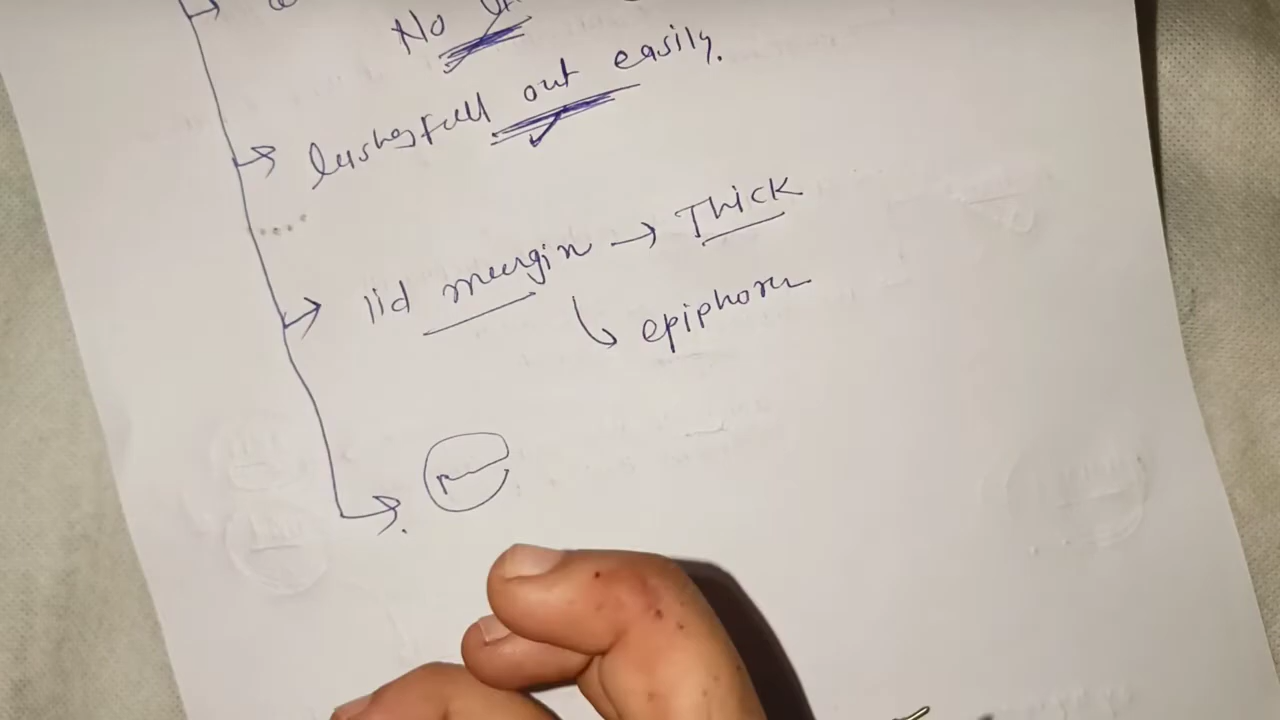 No
lashes fall out easily.
lid margin → Thick
↳ epiphora